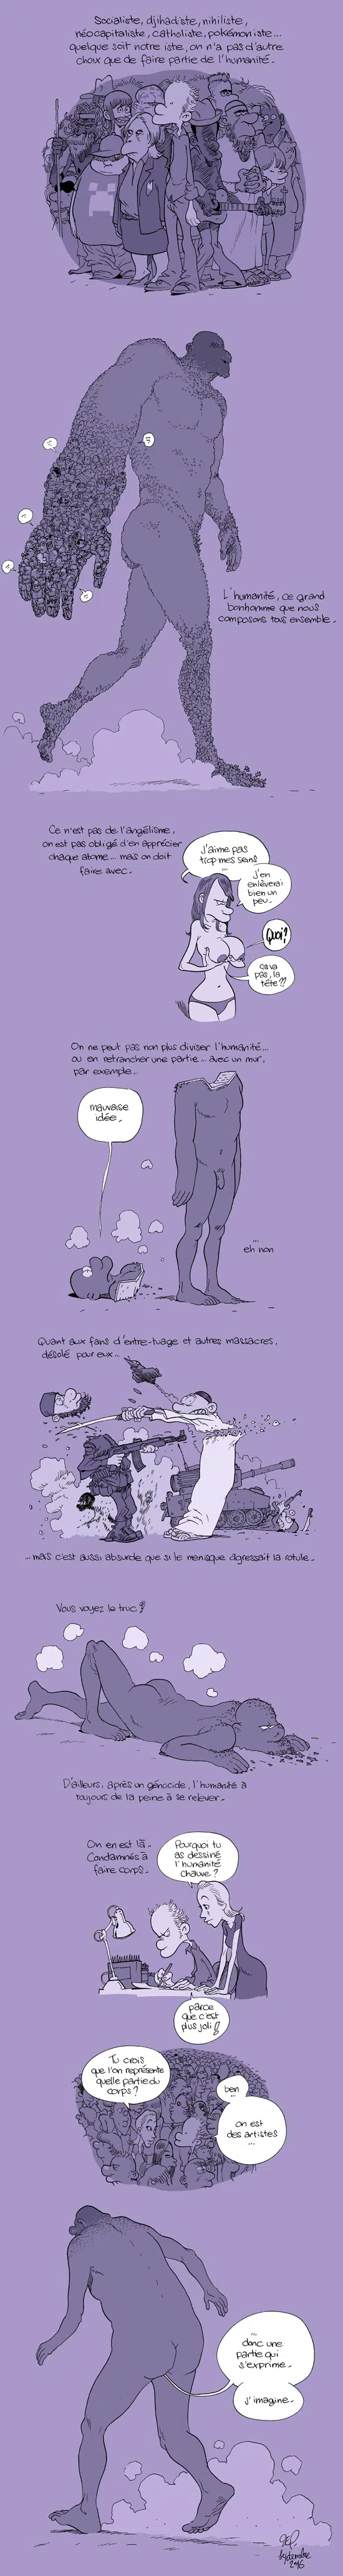 Socialiste, djihadiste, nihiliste,
néocapitaliste, catholiste, pokémoniste...
quelque soit notre iste, on n'a pas d'autre
choix que de faire partie de l'humanité.
L'humanité, ce grand
bonhomme que nous
composons tous ensemble.
Ce n'est pas de l'angélisme,
on est pas obligé d'en apprécier
chaque atome... mais on doit
faire avec.
j'aime pas
trop mes seins
...
j'en
enlèverai
bien un
peu.
Quoi?
ça va
pas, la
tête??
On ne peut pas non plus diviser l'humanité...
ou en retrancher une partie... avec un mur,
par exemple...
mauvaise
idée.
...
eh non
Quant aux fans d'entre-tuage et autres massacres,
désolé pour eux...
...mais c'est aussi absurde que si le ménisque agressait la rotule.
Vous voyez le truc?
D'ailleurs, après un génocide, l'humanité a
toujours de la peine à se relever.
On en est là.
Condamnés à
faire corps.
Pourquoi tu
as dessiné
l'humanité
chauve?
parce
que c'est
plus joli!
Tu crois
que l'on représente
quelle partie du
corps?
ben
...
on est
des artistes
...
...
donc une
partie qui
s'exprime.
j'imagine.
septembre
2016